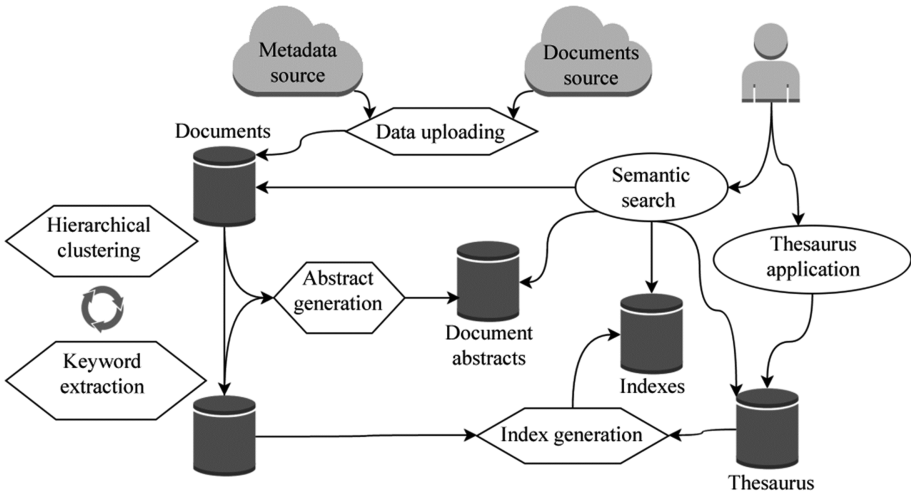 Metadata
source
Documents
source
Documents
Data uploading
Semantic
search
Hierarchical
clustering
Thesaurus
application
Abstract
generation
Document
abstracts
Keyword
extraction
Indexes
Index generation
Thesaurus